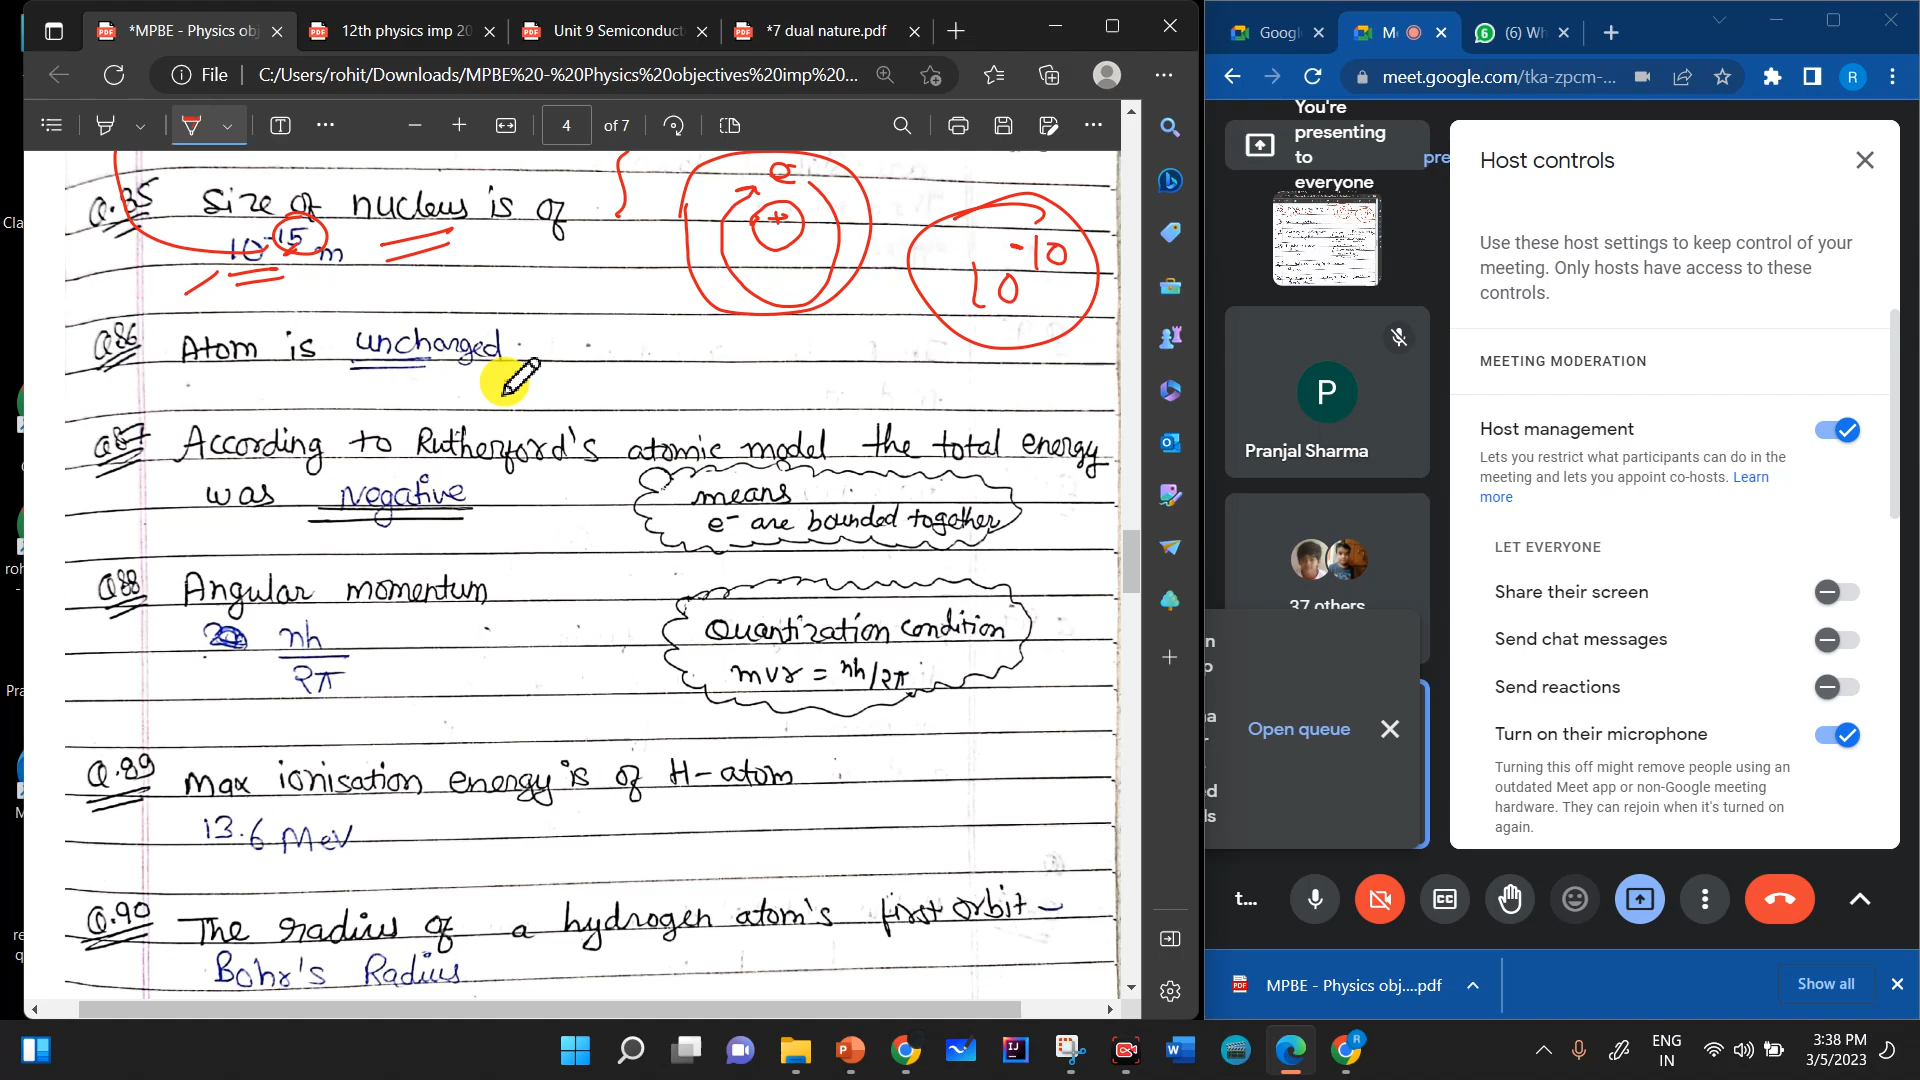 *MPBE - Physics obj
12th physics imp 20
Unit 9 Semiconduct
*7 dual nature.pdf
File
C:/Users/rohit/Downloads/MPBE%20-%20Physics%20objectives%20imp%20...
4
of 7
Q.85 Size of nucleus is of
10-15 m
e
+
-10
10
Q86 Atom is unchanged
Q87 According to Rutherford's atomic model the total energy
was Negative
means
e- are bounded together
Q88 Angular momentum
nh
2π
Quantization condition
mvr = nh/2π
Q.89 Max ionisation energy is of H-atom
13.6 MeV
Q.90 The radius of a hydrogen atom's first orbit -
Bohr's Radius
Googl
Me
(6) Wh
meet.google.com/tka-zpcm-...
R
You're
presenting
to
everyone
pre
P
Pranjal Sharma
37 others
Open queue
Host controls
Use these host settings to keep control of your
meeting. Only hosts have access to these
controls.
MEETING MODERATION
Host management
Lets you restrict what participants can do in the
meeting and lets you appoint co-hosts. Learn
more
LET EVERYONE
Share their screen
Send chat messages
Send reactions
Turn on their microphone
Turning this off might remove people using an
outdated Meet app or non-Google meeting
hardware. They can rejoin when it's turned on
again.
t...
MPBE - Physics obj....pdf
Show all
ENG
IN
3:38 PM
3/5/2023